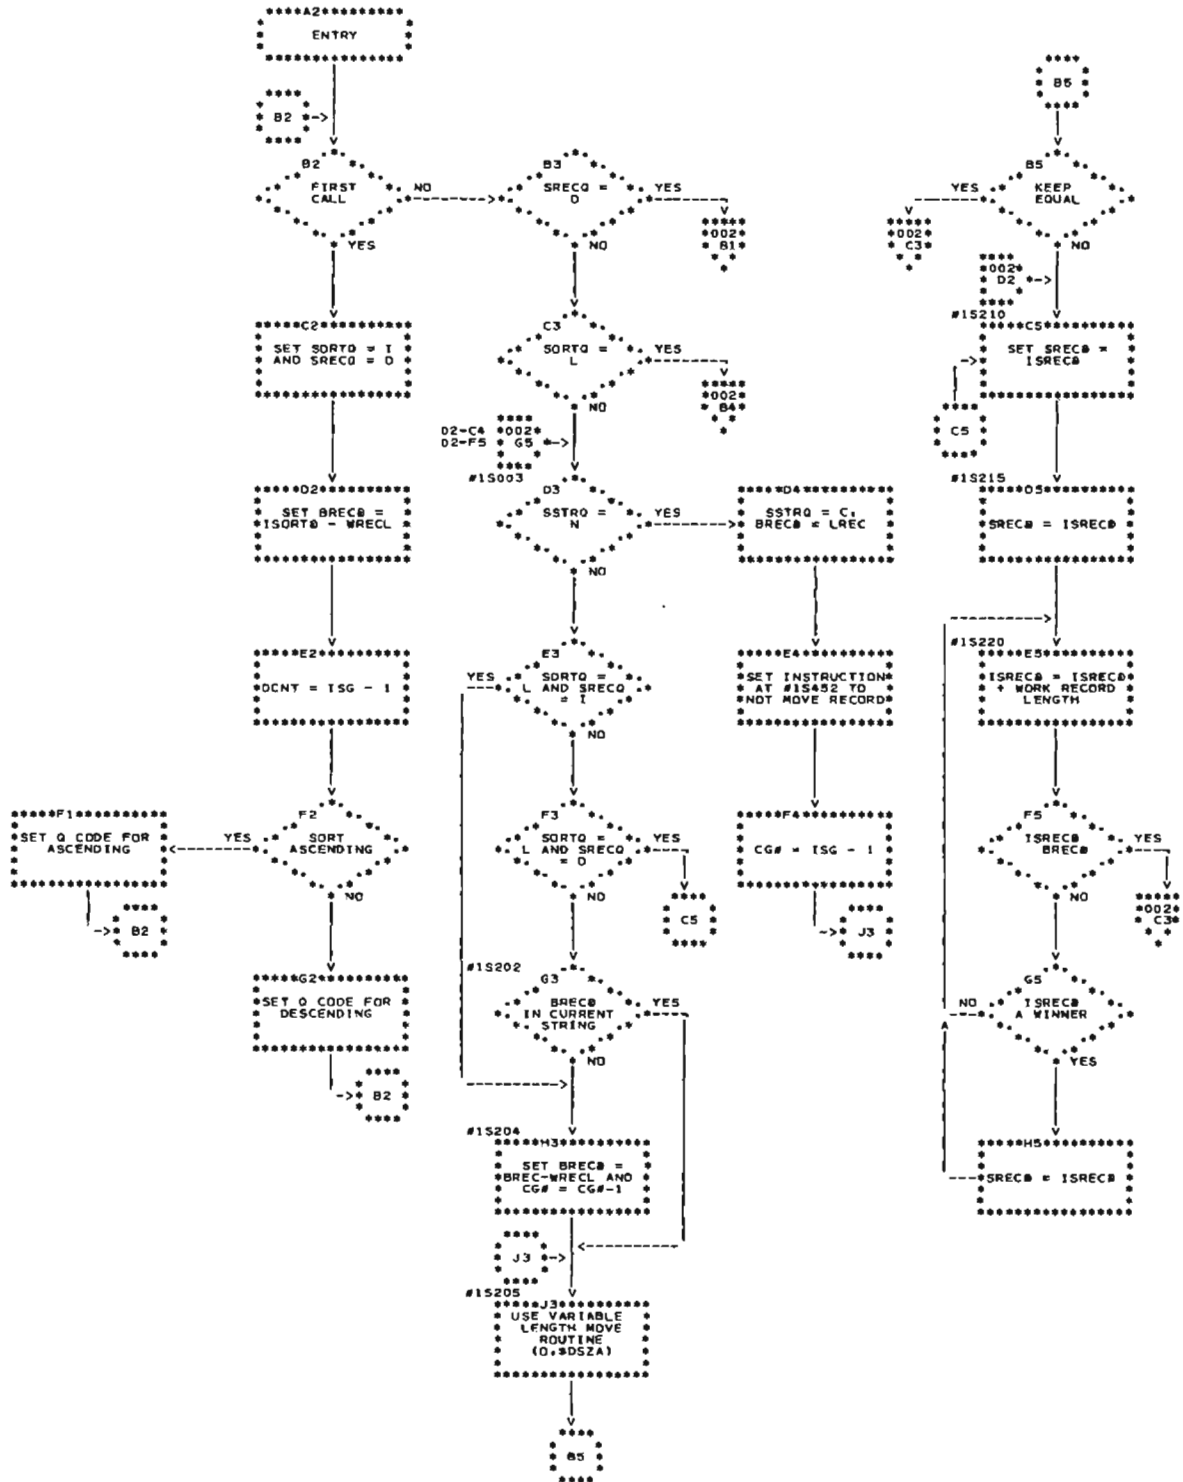 A2
ENTRY
B2
B2
FIRST
CALL
NO
YES
C2
SET SORTQ = I
AND SRECQ = D
D2
SET BREC@ =
ISORT@ - WRECL
E2
DCNT = ISG - 1
F2
SORT
ASCENDING
YES
NO
F1
SET Q CODE FOR
ASCENDING
B2
G2
SET Q CODE FOR
DESCENDING
B2
B3
SRECQ =
D
YES
NO
002
B1
C3
SORTQ =
L
YES
NO
002
B4
D2-C4
D2-F5
002
G5
#1S003
D3
SSTRQ =
N
YES
NO
D4
SSTRQ = C,
BREC@ = LREC
E3
SORTQ =
L AND SRECQ
= I
YES
NO
E4
SET INSTRUCTION
AT #1S452 TO
NOT MOVE RECORD
F3
SORTQ =
L AND SRECQ
= D
YES
NO
C5
F4
CG# = ISG - 1
J3
#1S202
G3
BREC@
IN CURRENT
STRING
YES
NO
#1S204
H3
SET BREC@ =
BREC-WRECL AND
CG# = CG#-1
J3
#1S205
J3
USE VARIABLE
LENGTH MOVE
ROUTINE
B5
B5
B5
KEEP
EQUAL
YES
NO
002
C3
002
D2
#1S210
C5
SET SREC@ =
ISREC@
C5
#1S215
D5
SREC@ = ISREC@
#1S220
E5
ISREC@ = ISREC@
+ WORK RECORD
LENGTH
F5
ISREC@
BREC@
YES
NO
002
C3
G5
ISREC@
A WINNER
NO
YES
H5
SREC@ = ISREC@